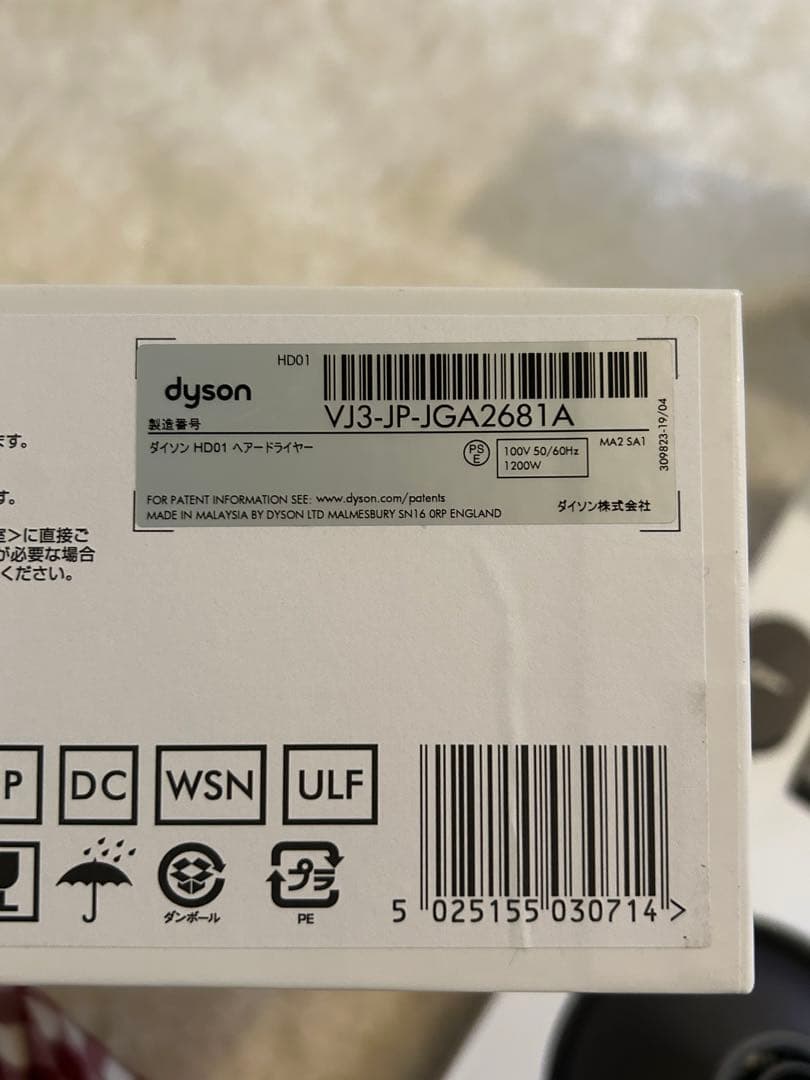 HD01
dyson
製造番号
VJ3-JP-JGA2681A
ダイソン HD01 ヘアードライヤー
PS
E
100V 50/60Hz
1200W
MA2 SA1
309823-19/04
FOR PATENT INFORMATION SEE: www.dyson.com/patents
MADE IN MALAYSIA BY DYSON LTD MALMESBURY SN16 0RP ENGLAND
ダイソン株式会社
ます。
す。
室>に直接ご
が必要な場合
ください。
P
DC
WSN
ULF
ダンボール
プラ
PE
5 025155 030714 >